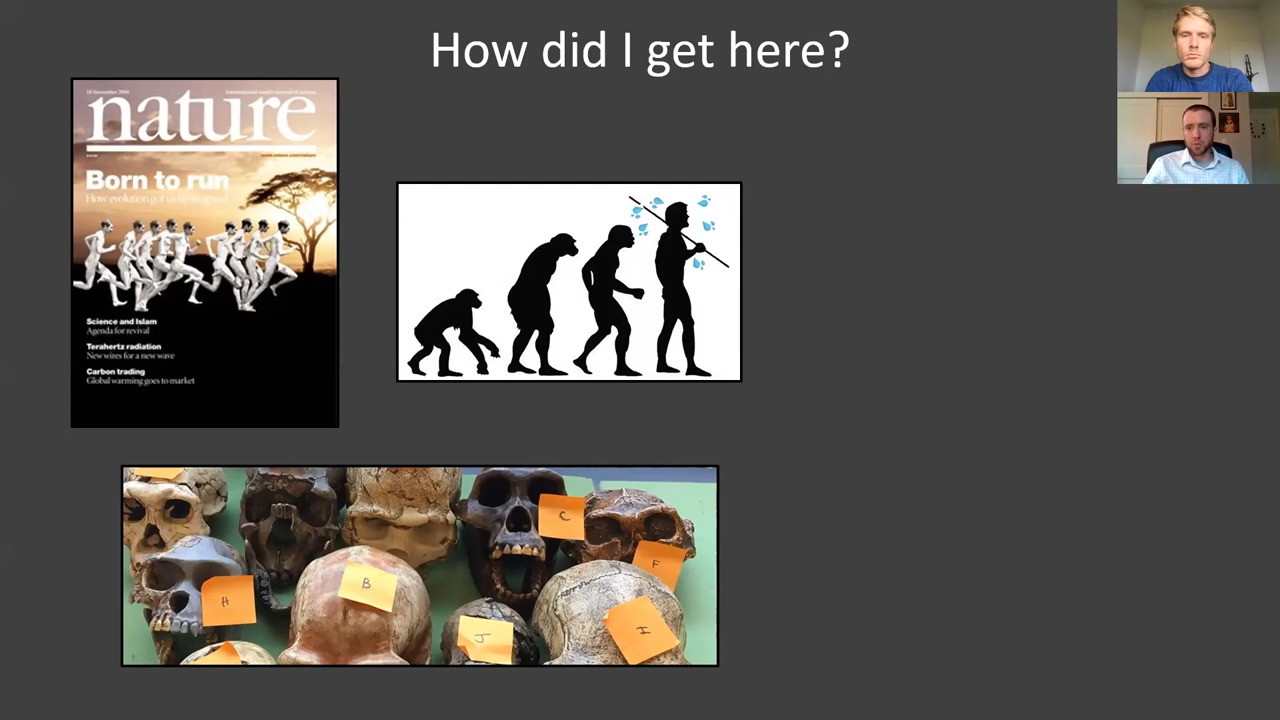 How did I get here?
18 November 2004
International weekly journal of science
nature
www.nature.com/nature
Born to run
How evolution got us up to speed
Science and Islam
Agenda for revival
Terahertz radiation
New wires for a new wave
Carbon trading
Global warming goes to market
C
F
B
H
J
I